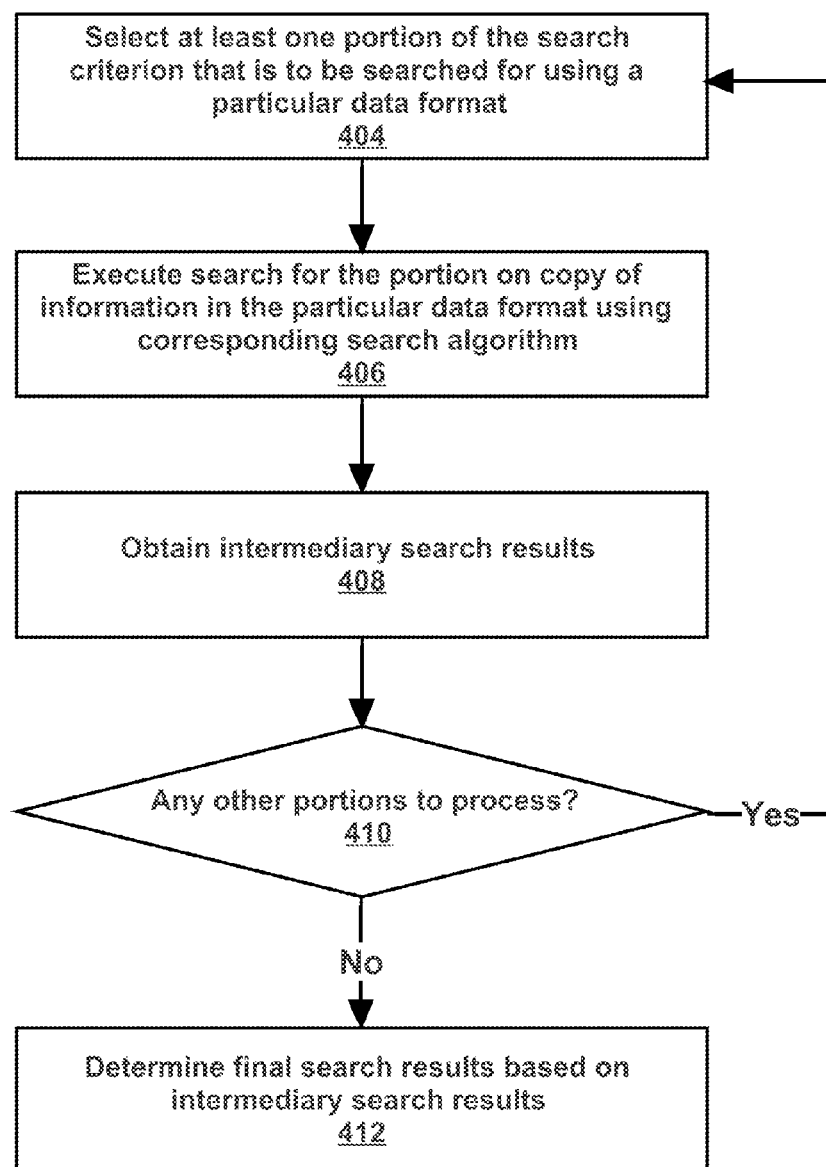 Select at least one portion of the search
criterion that is to be searched for using a
particular data format
404
Execute search for the portion on copy of
information in the particular data format using
corresponding search algorithm
406
Obtain intermediary search results
408
Any other portions to process?
410
Yes
No
Determine final search results based on
intermediary search results
412